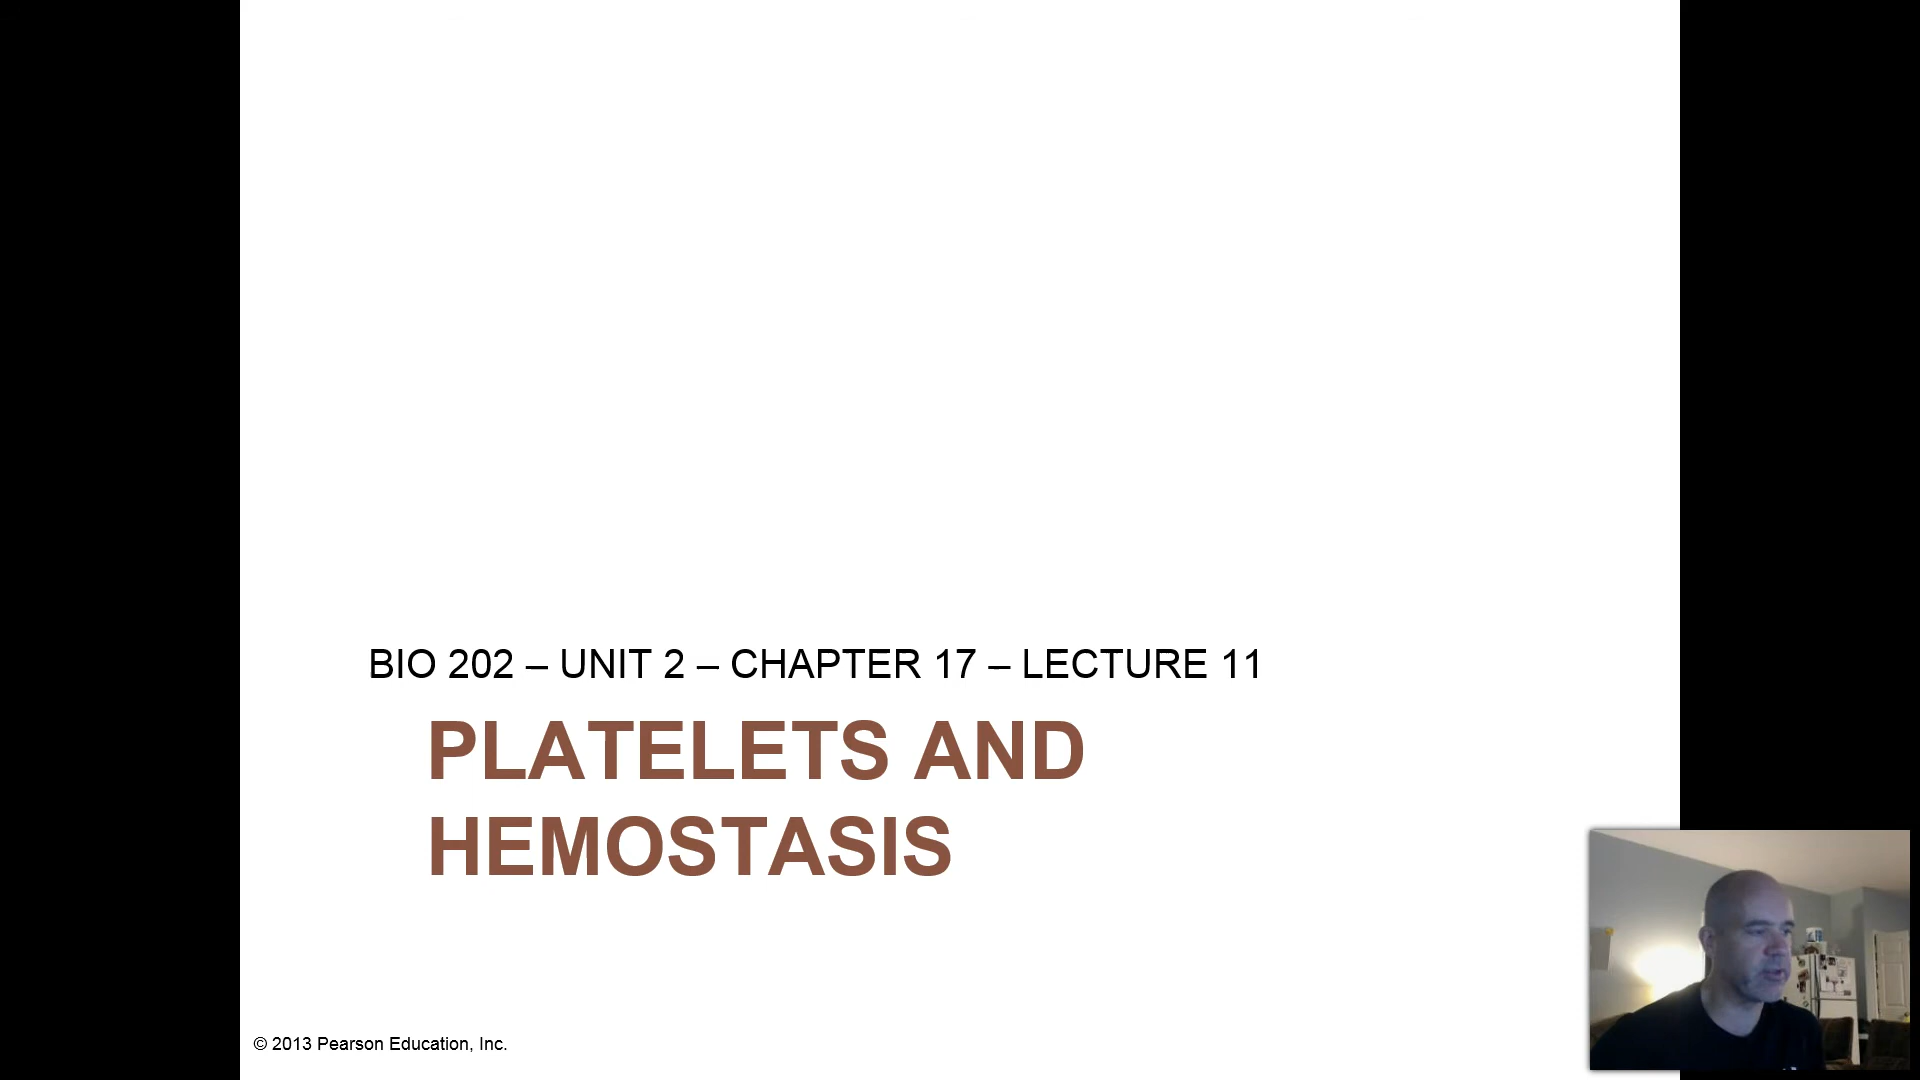 BIO 202 – UNIT 2 – CHAPTER 17 – LECTURE 11
PLATELETS AND
HEMOSTASIS
© 2013 Pearson Education, Inc.